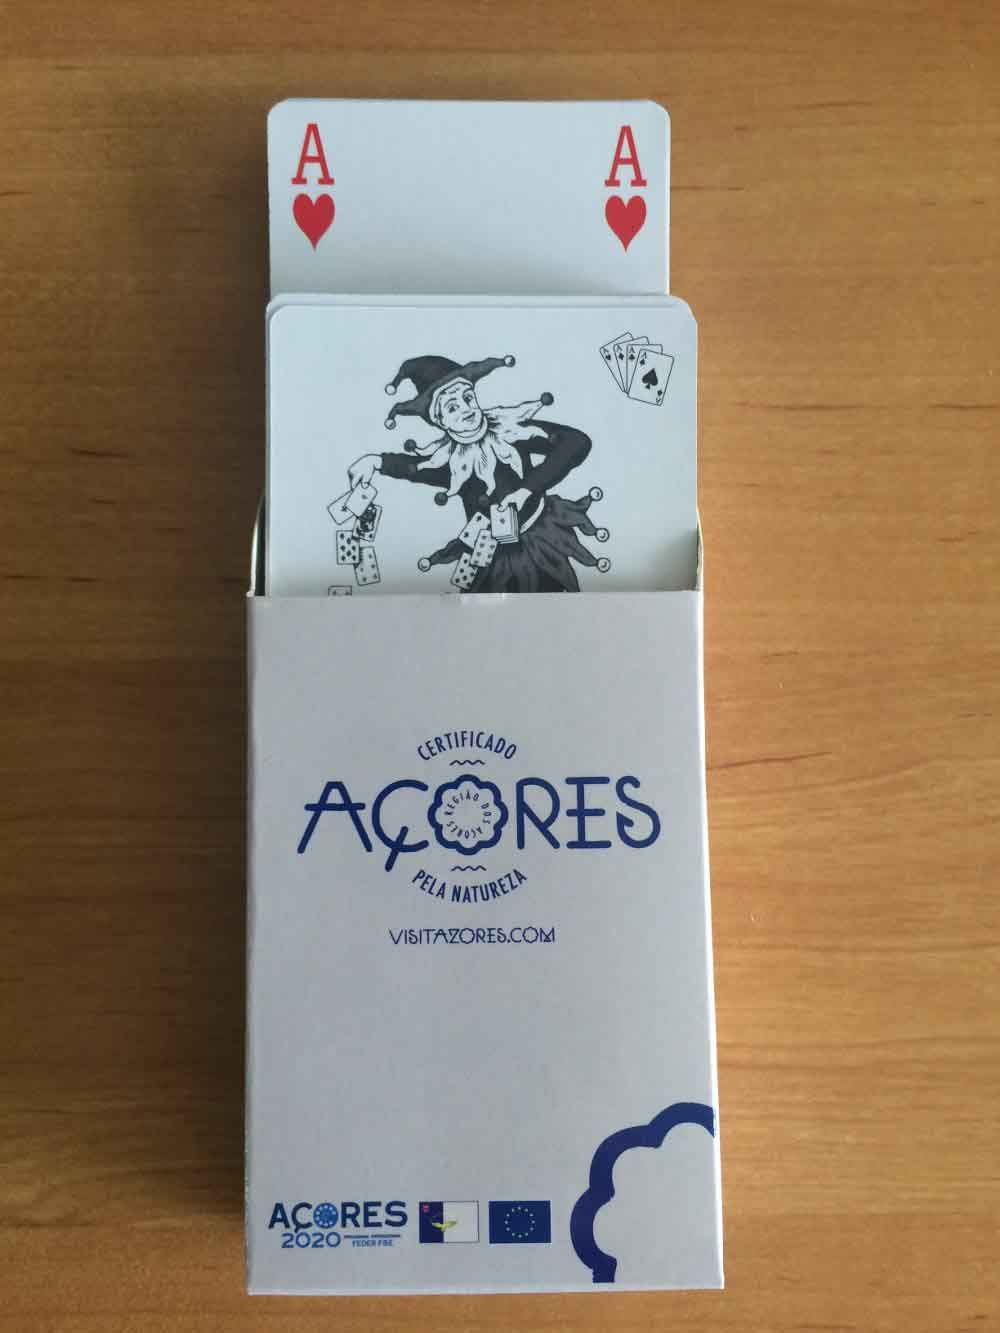 A A
A A A A
CERTIFICADO
AÇORES
REGIÃO DOS AÇORES
PELA NATUREZA
VISITAZORES.COM
AÇORES
2020
FEDER FSE